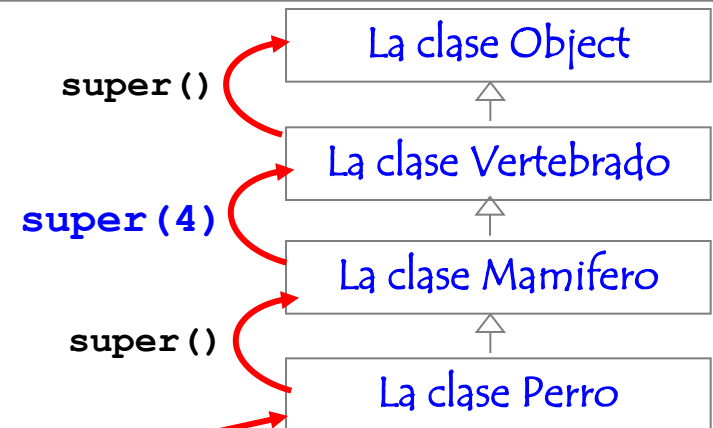 La clase Object
super()
La clase Vertebrado
super(4)
La clase Mamifero
super()
La clase Perro